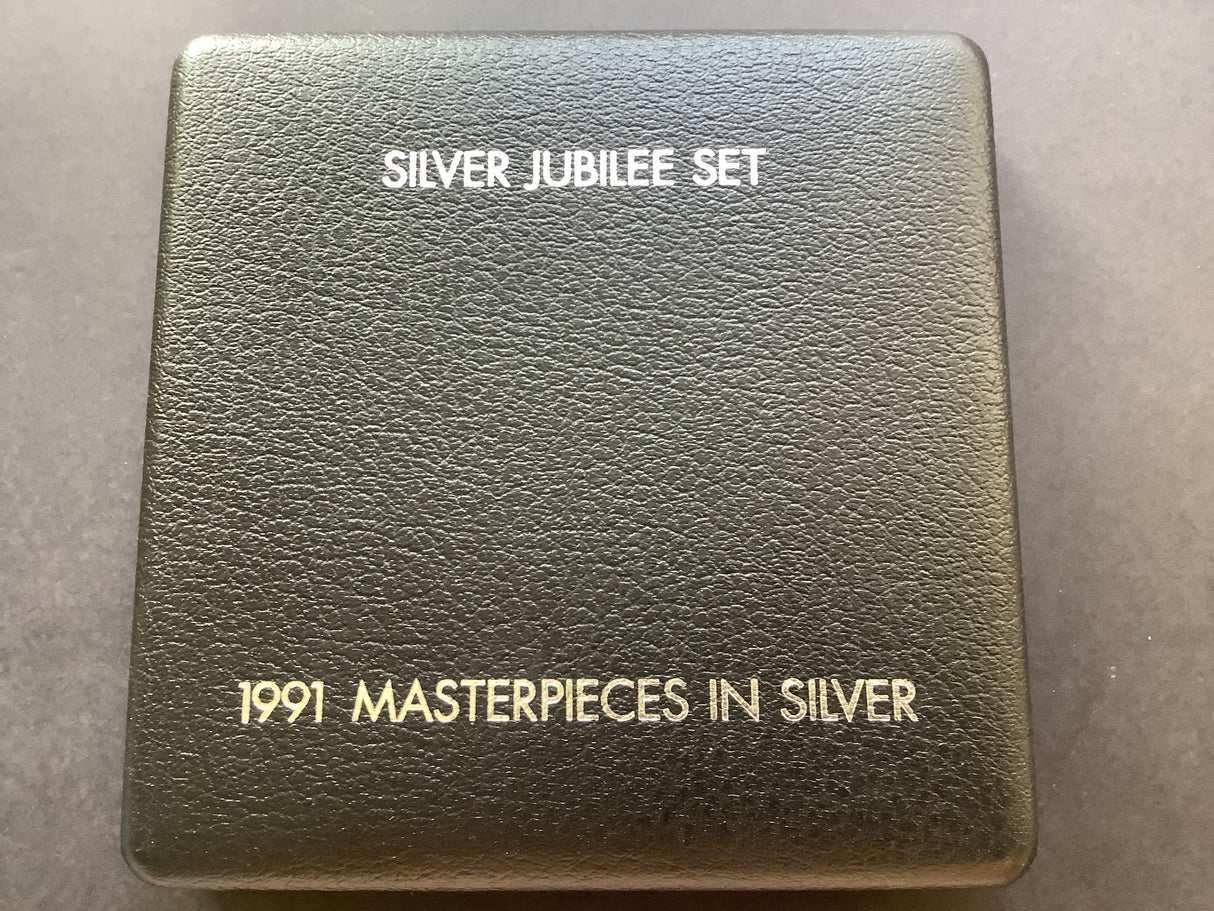 SILVER JUBILEE SET
1991 MASTERPIECES IN SILVER